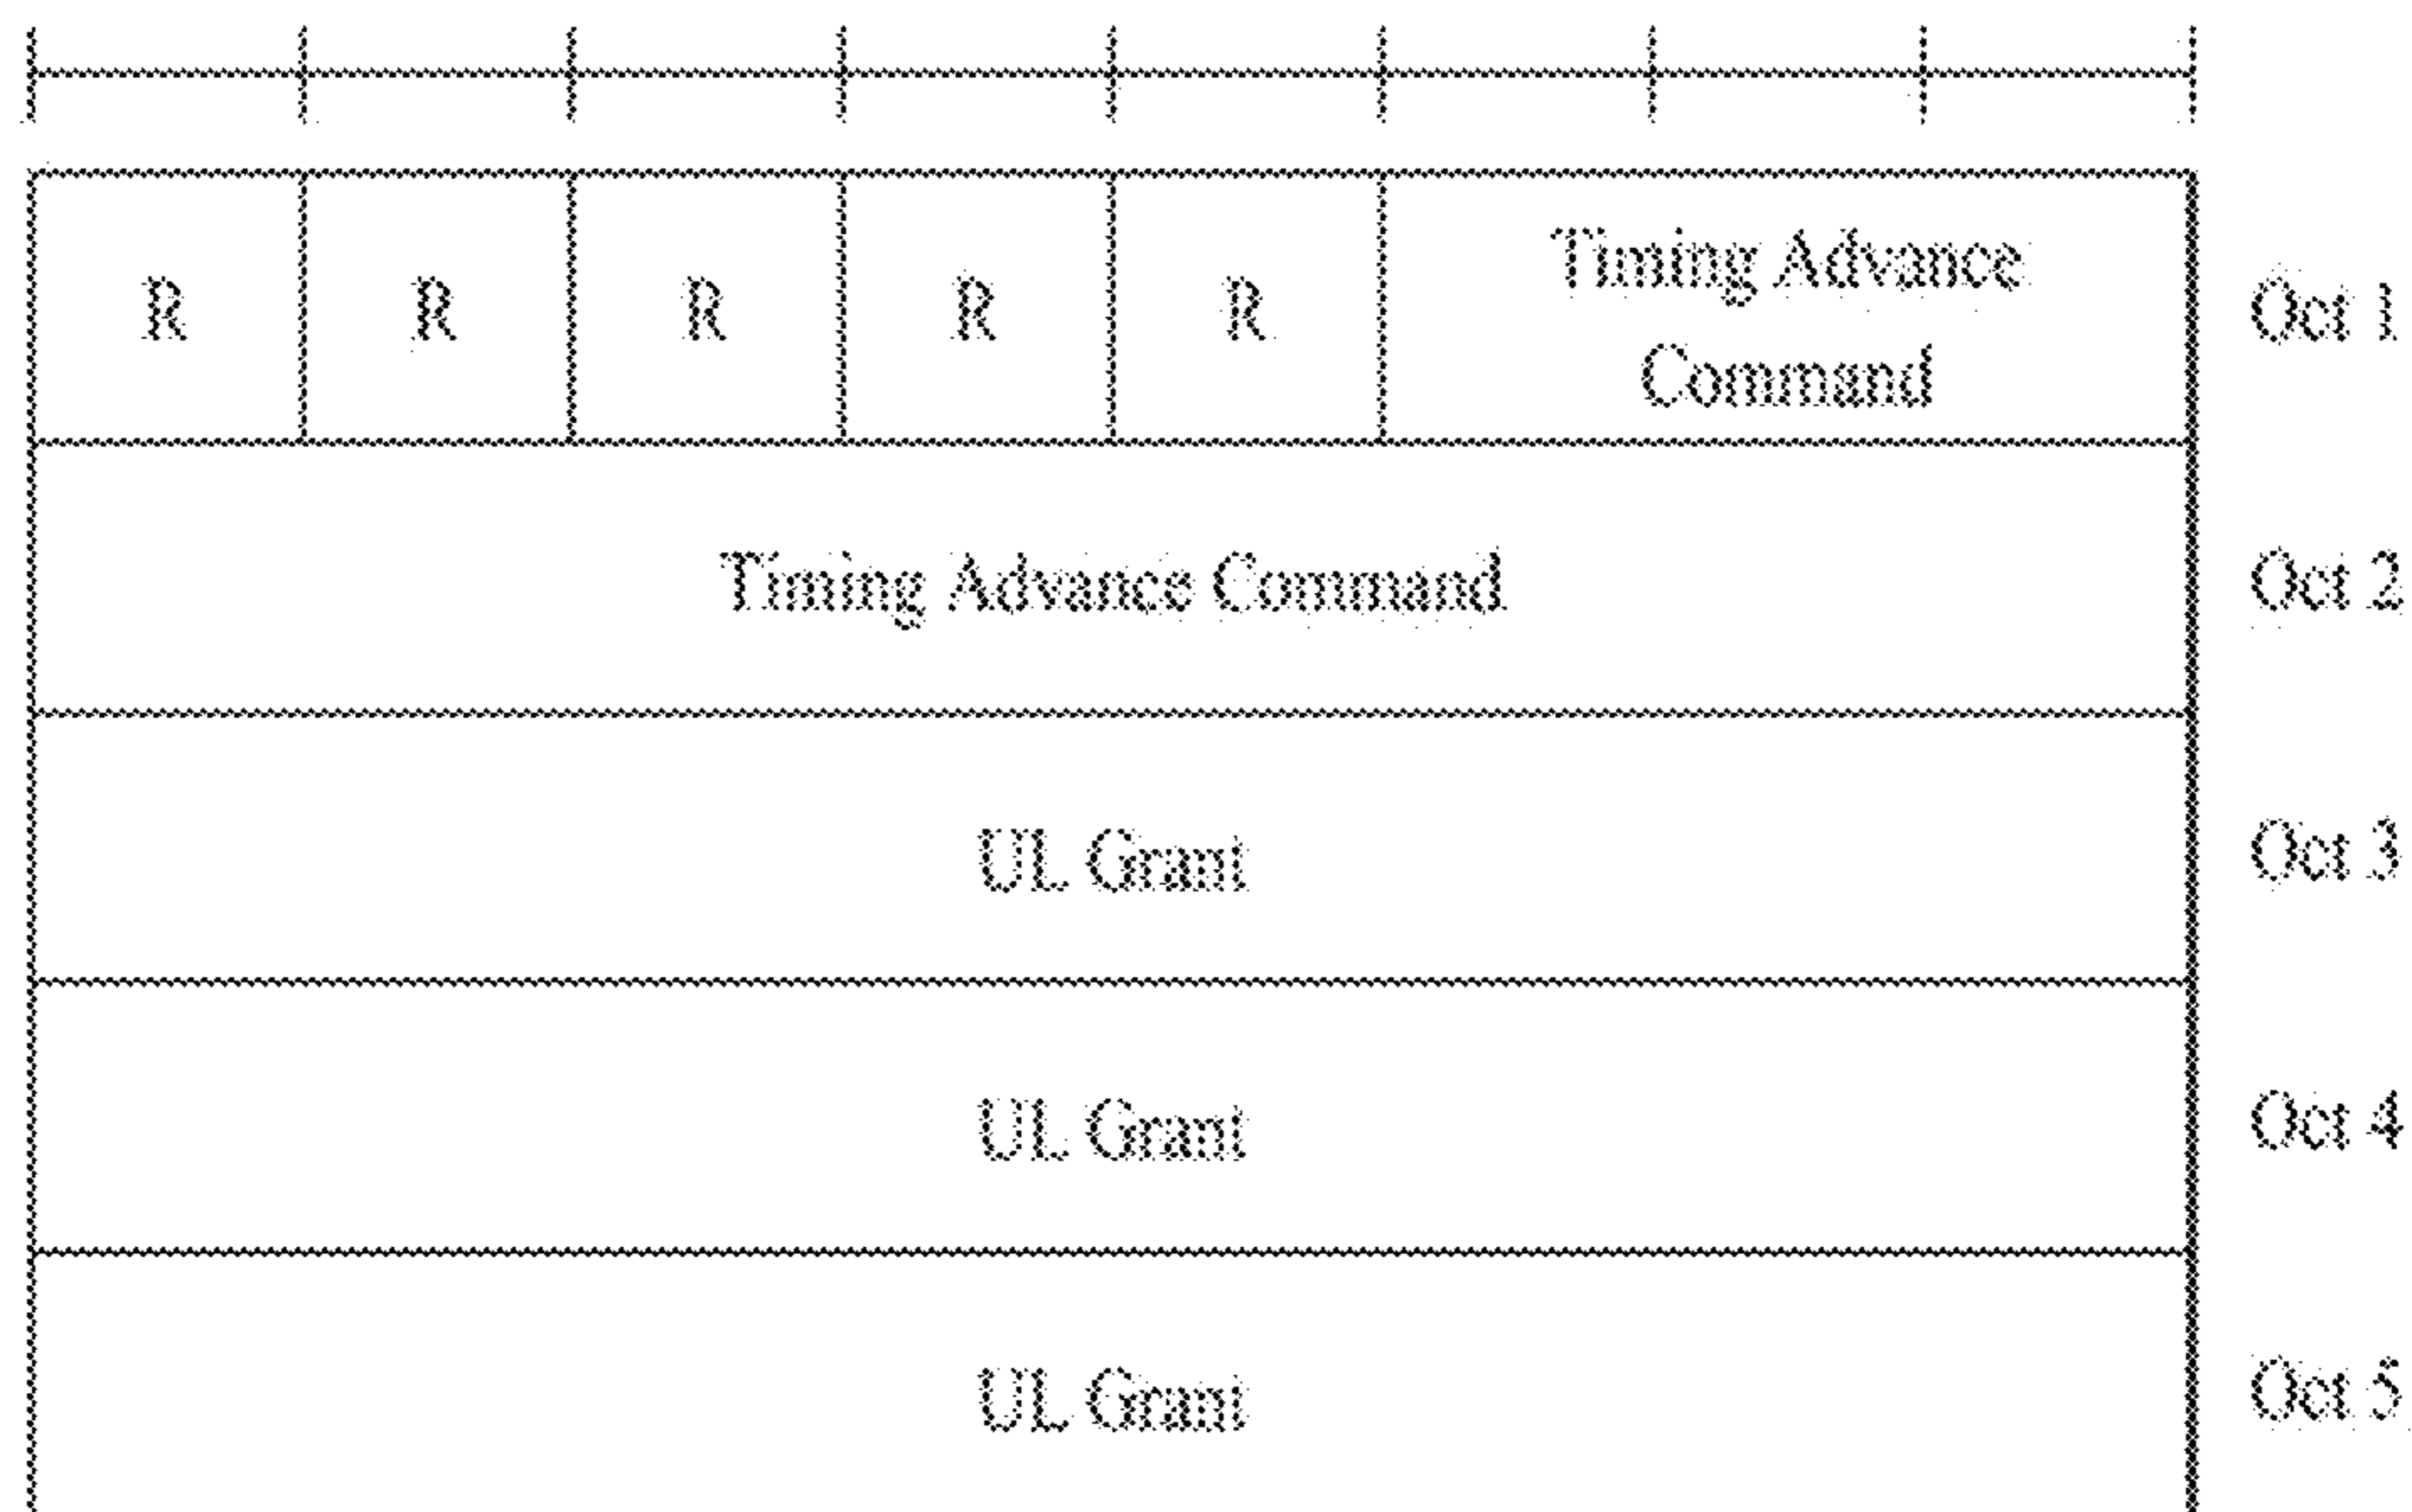 R R R R R Timing Advance Command Oct 1
Timing Advance Command Oct 2
UL Grant Oct 3
UL Grant Oct 4
UL Grant Oct 5